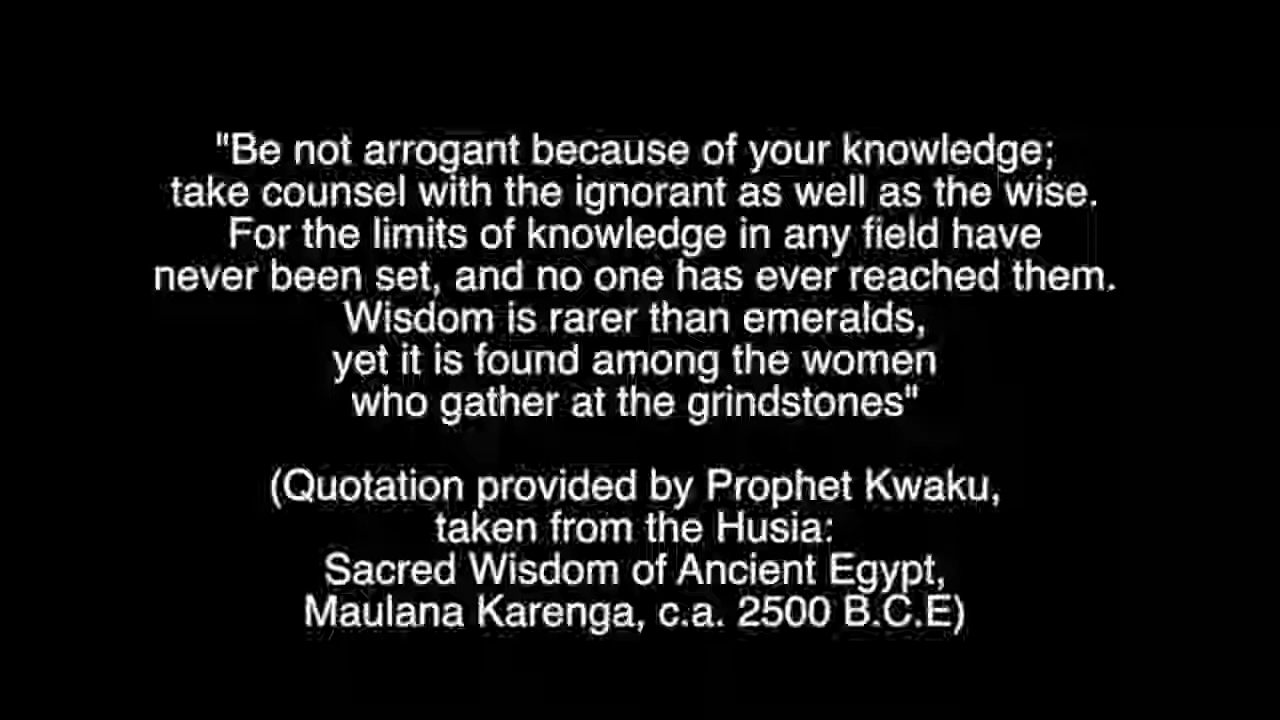 "Be not arrogant because of your knowledge;
take counsel with the ignorant as well as the wise.
For the limits of knowledge in any field have
never been set, and no one has ever reached them.
Wisdom is rarer than emeralds,
yet it is found among the women
who gather at the grindstones"
(Quotation provided by Prophet Kwaku,
taken from the Husia:
Sacred Wisdom of Ancient Egypt,
Maulana Karenga, c.a. 2500 B.C.E)